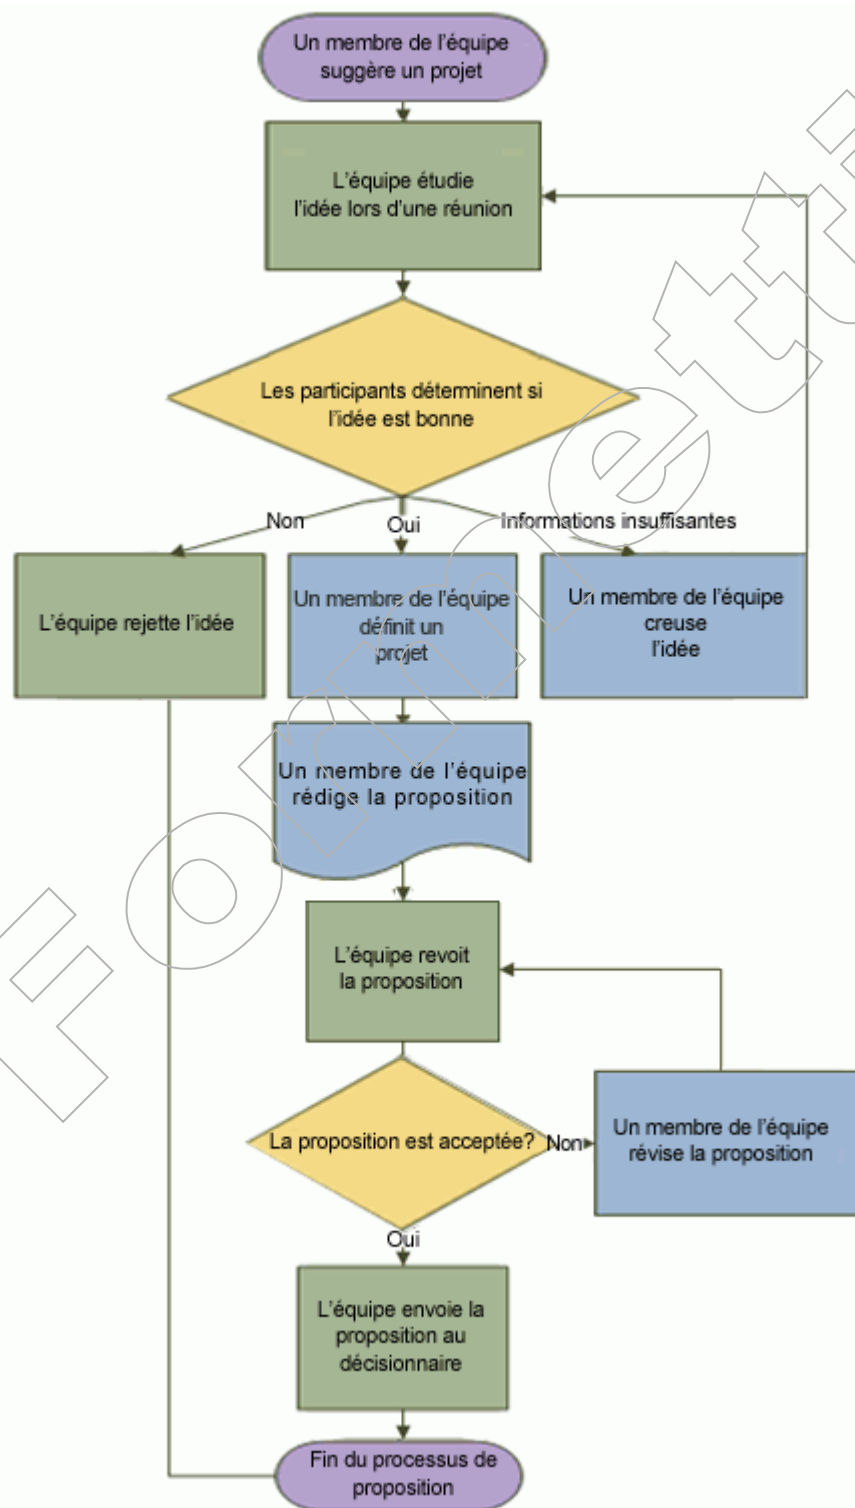 Un membre de l'équipe
suggère un projet
L'équipe étudie
l'idée lors d'une réunion
Les participants déterminent si
l'idée est bonne
Non
Oui
Informations insuffisantes
L'équipe rejette l'idée
Un membre de l'équipe
définit un
projet
Un membre de l'équipe
creuse
l'idée
Un membre de l'équipe
rédige la proposition
L'équipe revoit
la proposition
La proposition est acceptée?
Non
Un membre de l'équipe
révise la proposition
Oui
L'équipe envoie la
proposition au
décisionnaire
Fin du processus de
proposition